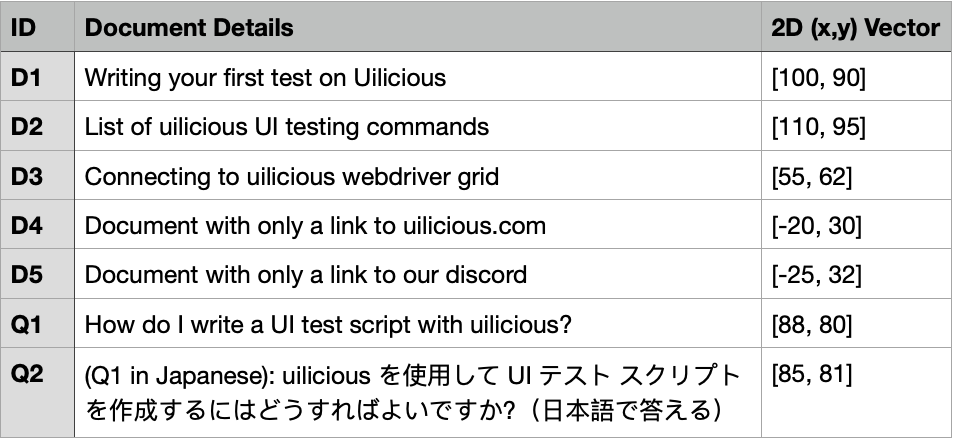 ID Document Details 2D (x,y) Vector
D1 Writing your first test on Uilicious [100, 90]
D2 List of uilicious UI testing commands [110, 95]
D3 Connecting to uilicious webdriver grid [55, 62]
D4 Document with only a link to uilicious.com [-20, 30]
D5 Document with only a link to our discord [-25, 32]
Q1 How do I write a UI test script with uilicious? [88, 80]
Q2 (Q1 in Japanese): uilicious を使用して UI テスト スクリプト [85, 81]
を作成するにはどうすればよいですか?（日本語で答える）